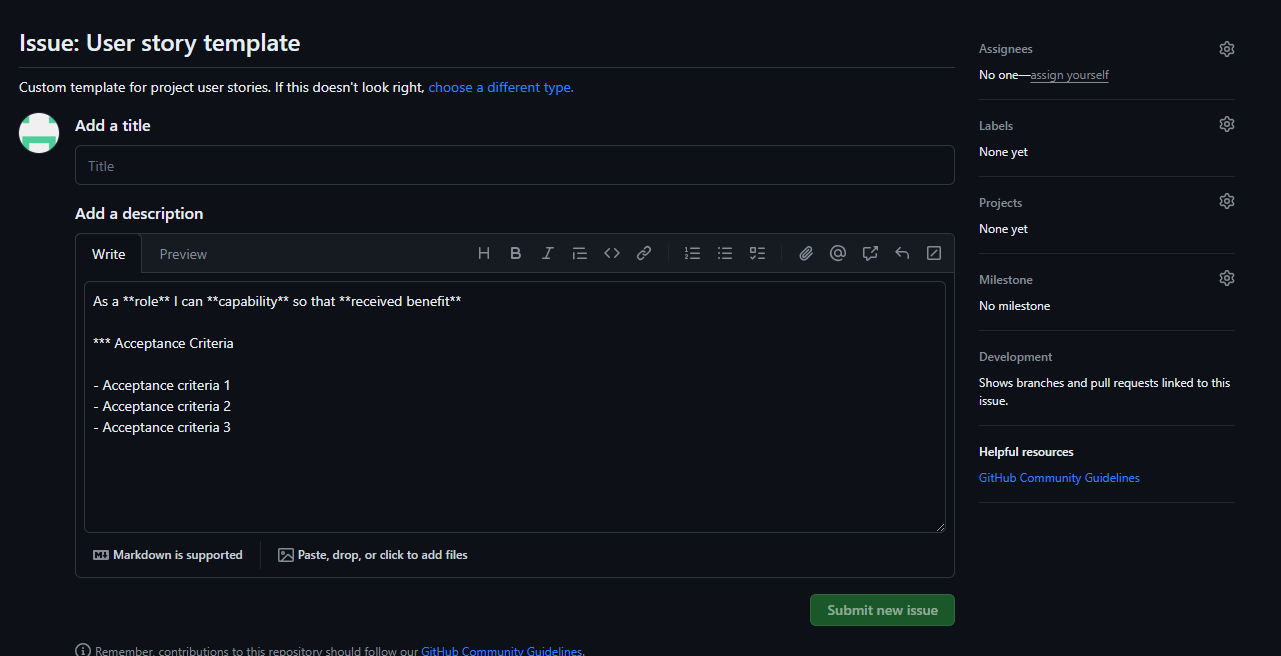 Issue: User story template
Custom template for project user stories. If this doesn't look right, choose a different type.
Add a title
Title
Add a description
Write
Preview
As a **role** I can **capability** so that **received benefit**
*** Acceptance Criteria
- Acceptance criteria 1
- Acceptance criteria 2
- Acceptance criteria 3
Markdown is supported
Paste, drop, or click to add files
Submit new issue
Remember, contributions to this repository should follow our GitHub Community Guidelines.
Assignees
No one—assign yourself
Labels
None yet
Projects
None yet
Milestone
No milestone
Development
Shows branches and pull requests linked to this
issue.
Helpful resources
GitHub Community Guidelines